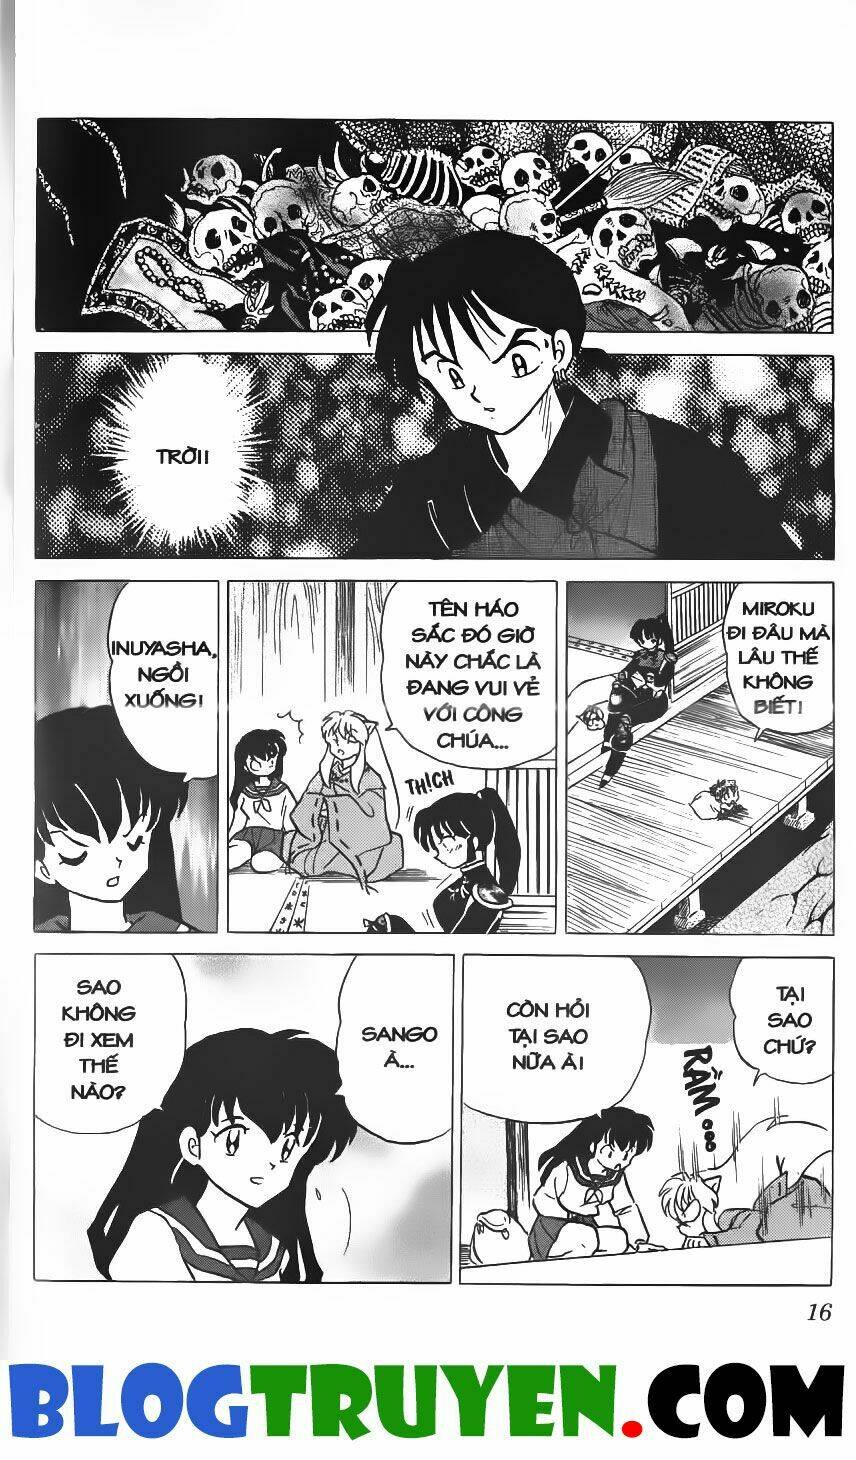 TRỜI!
MIROKU
ĐI ĐÂU MÀ
LÂU THẾ
KHÔNG
BIẾT!
TÊN HÁO
SẮC ĐÓ GIỜ
NÀY CHẮC LÀ
ĐANG VUI VẺ
VỚI CÔNG
CHÚA...
THỊCH
INUYASHA,
NGỒI
XUỐNG!
TẠI
SAO
CHỨ?
RẦM...
CÒN HỎI
TẠI SAO
NỮA À!
SANGO
À...
SAO
KHÔNG
ĐI XEM
THẾ
NÀO?
16
BLOGTRUYEN.COM